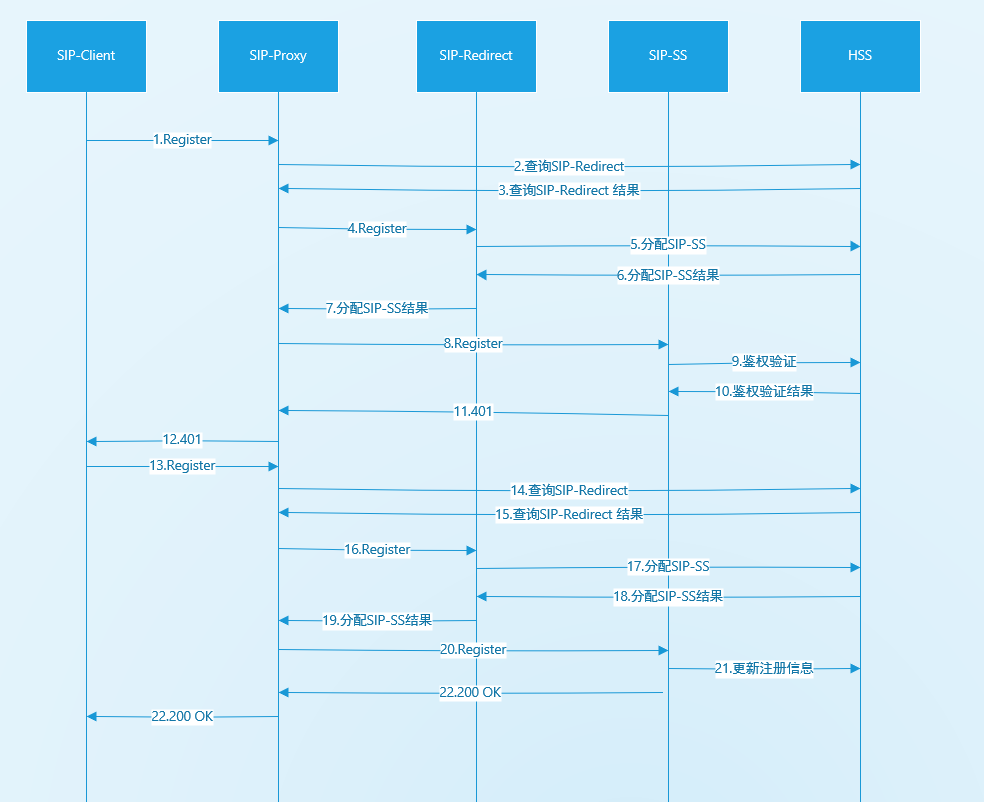 SIP-Client
SIP-Proxy
SIP-Redirect
SIP-SS
HSS
1.Register
2.查询SIP-Redirect
3.查询SIP-Redirect 结果
4.Register
5.分配SIP-SS
6.分配SIP-SS结果
7.分配SIP-SS结果
8.Register
9.鉴权验证
10.鉴权验证结果
11.401
12.401
13.Register
14.查询SIP-Redirect
15.查询SIP-Redirect 结果
16.Register
17.分配SIP-SS
18.分配SIP-SS结果
19.分配SIP-SS结果
20.Register
21.更新注册信息
22.200 OK
22.200 OK